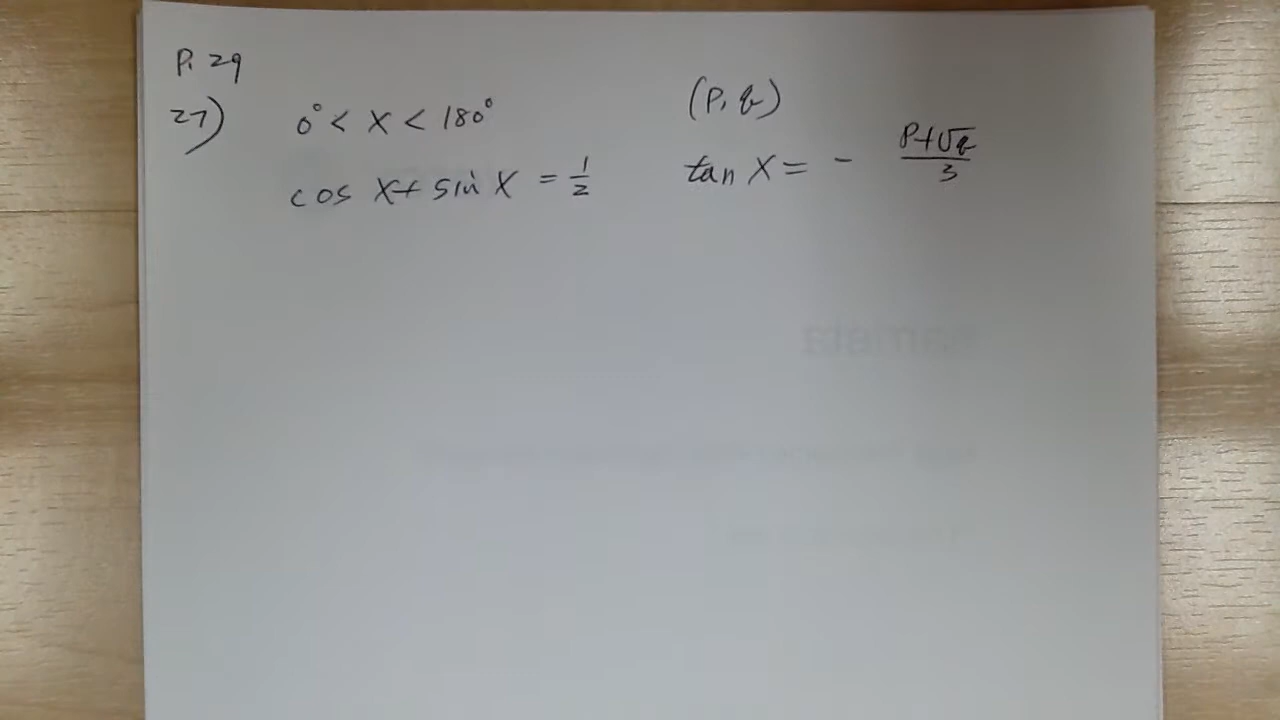 P. 29
27) 0° < X < 180°
cos X + sin X = 1/2
(P, q)
tan X = - (P+√q)/3